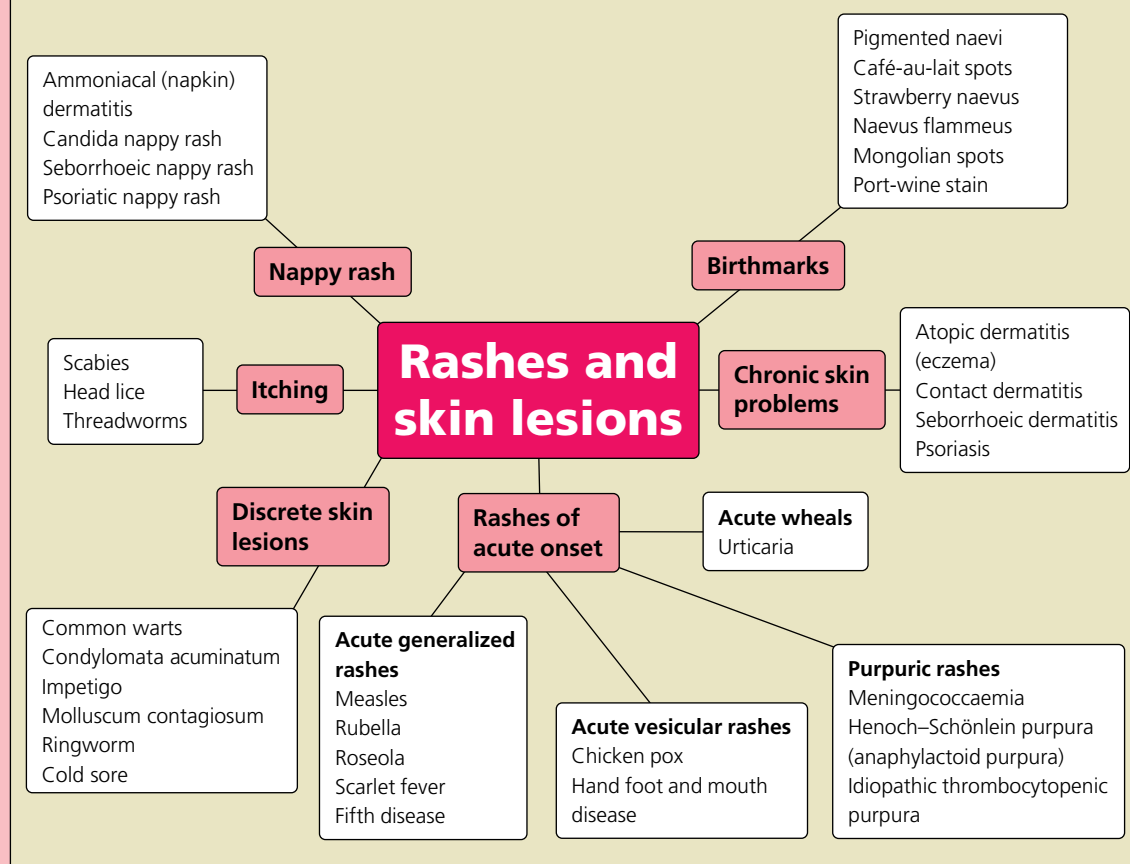 Rashes and
skin lesions
Nappy rash
Ammoniacal (napkin)
dermatitis
Candida nappy rash
Seborrhoeic nappy rash
Psoriatic nappy rash
Birthmarks
Pigmented naevi
Café-au-lait spots
Strawberry naevus
Naevus flammeus
Mongolian spots
Port-wine stain
Itching
Scabies
Head lice
Threadworms
Chronic skin
problems
Atopic dermatitis
(eczema)
Contact dermatitis
Seborrhoeic dermatitis
Psoriasis
Discrete skin
lesions
Common warts
Condylomata acuminatum
Impetigo
Molluscum contagiosum
Ringworm
Cold sore
Rashes of
acute onset
Acute wheals
Urticaria
Acute generalized
rashes
Measles
Rubella
Roseola
Scarlet fever
Fifth disease
Acute vesicular rashes
Chicken pox
Hand foot and mouth
disease
Purpuric rashes
Meningococcaemia
Henoch–Schönlein purpura
(anaphylactoid purpura)
Idiopathic thrombocytopenic
purpura